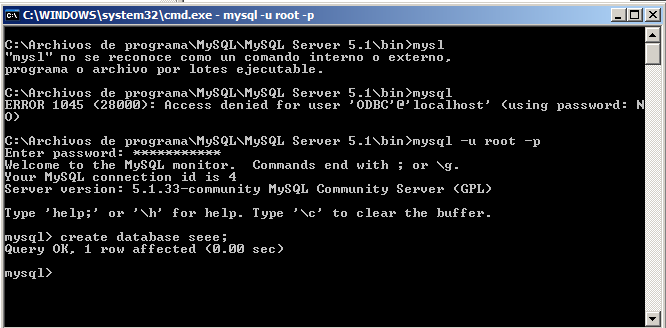 C:\WINDOWS\system32\cmd.exe - mysql -u root -p
C:\Archivos de programa\MySQL\MySQL Server 5.1\bin>mysl
"mysl" no se reconoce como un comando interno o externo,
programa o archivo por lotes ejecutable.
C:\Archivos de programa\MySQL\MySQL Server 5.1\bin>mysql
ERROR 1045 (28000): Access denied for user 'ODBC'@'localhost' (using password: N
O)
C:\Archivos de programa\MySQL\MySQL Server 5.1\bin>mysql -u root -p
Enter password: ***********
Welcome to the MySQL monitor.  Commands end with ; or \g.
Your MySQL connection id is 4
Server version: 5.1.33-community MySQL Community Server (GPL)
Type 'help;' or '\h' for help. Type '\c' to clear the buffer.
mysql> create database seee;
Query OK, 1 row affected (0.00 sec)
mysql>